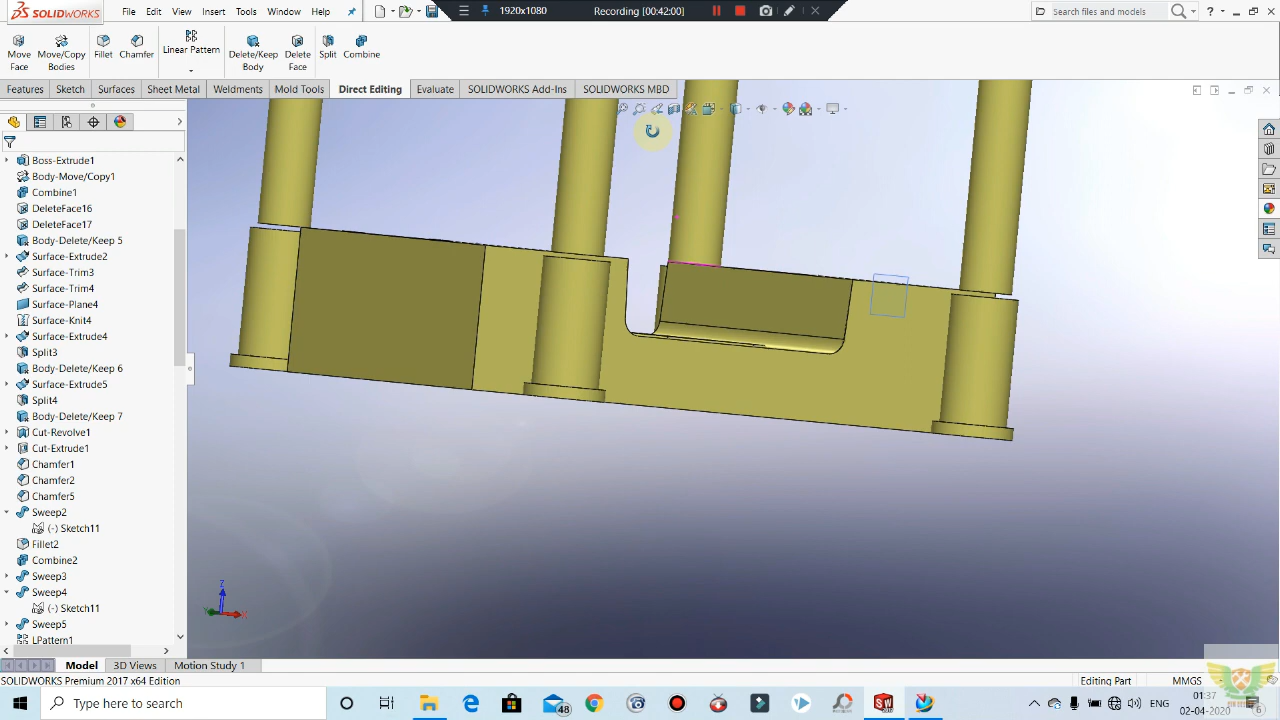 SOLIDWORKS
File
Edit
View
Insert
Tools
Window
Help
1920x1080
Recording [00:42:00]
Search files and models
?
Move Face
Move/Copy Bodies
Fillet
Chamfer
Linear Pattern
Delete/Keep Body
Delete Face
Split
Combine
Features
Sketch
Surfaces
Sheet Metal
Weldments
Mold Tools
Direct Editing
Evaluate
SOLIDWORKS Add-Ins
SOLIDWORKS MBD
Boss-Extrude1
Body-Move/Copy1
Combine1
DeleteFace16
DeleteFace17
Body-Delete/Keep 5
Surface-Extrude2
Surface-Trim3
Surface-Trim4
Surface-Plane4
Surface-Knit4
Surface-Extrude4
Split3
Body-Delete/Keep 6
Surface-Extrude5
Split4
Body-Delete/Keep 7
Cut-Revolve1
Cut-Extrude1
Chamfer1
Chamfer2
Chamfer5
Sweep2
(-) Sketch11
Fillet2
Combine2
Sweep3
Sweep4
(-) Sketch11
Sweep5
LPattern1
Z
Y
X
Model
3D Views
Motion Study 1
SOLIDWORKS Premium 2017 x64 Edition
Editing Part
MMGS
Type here to search
48
ENG
01:37
02-04-2020
6